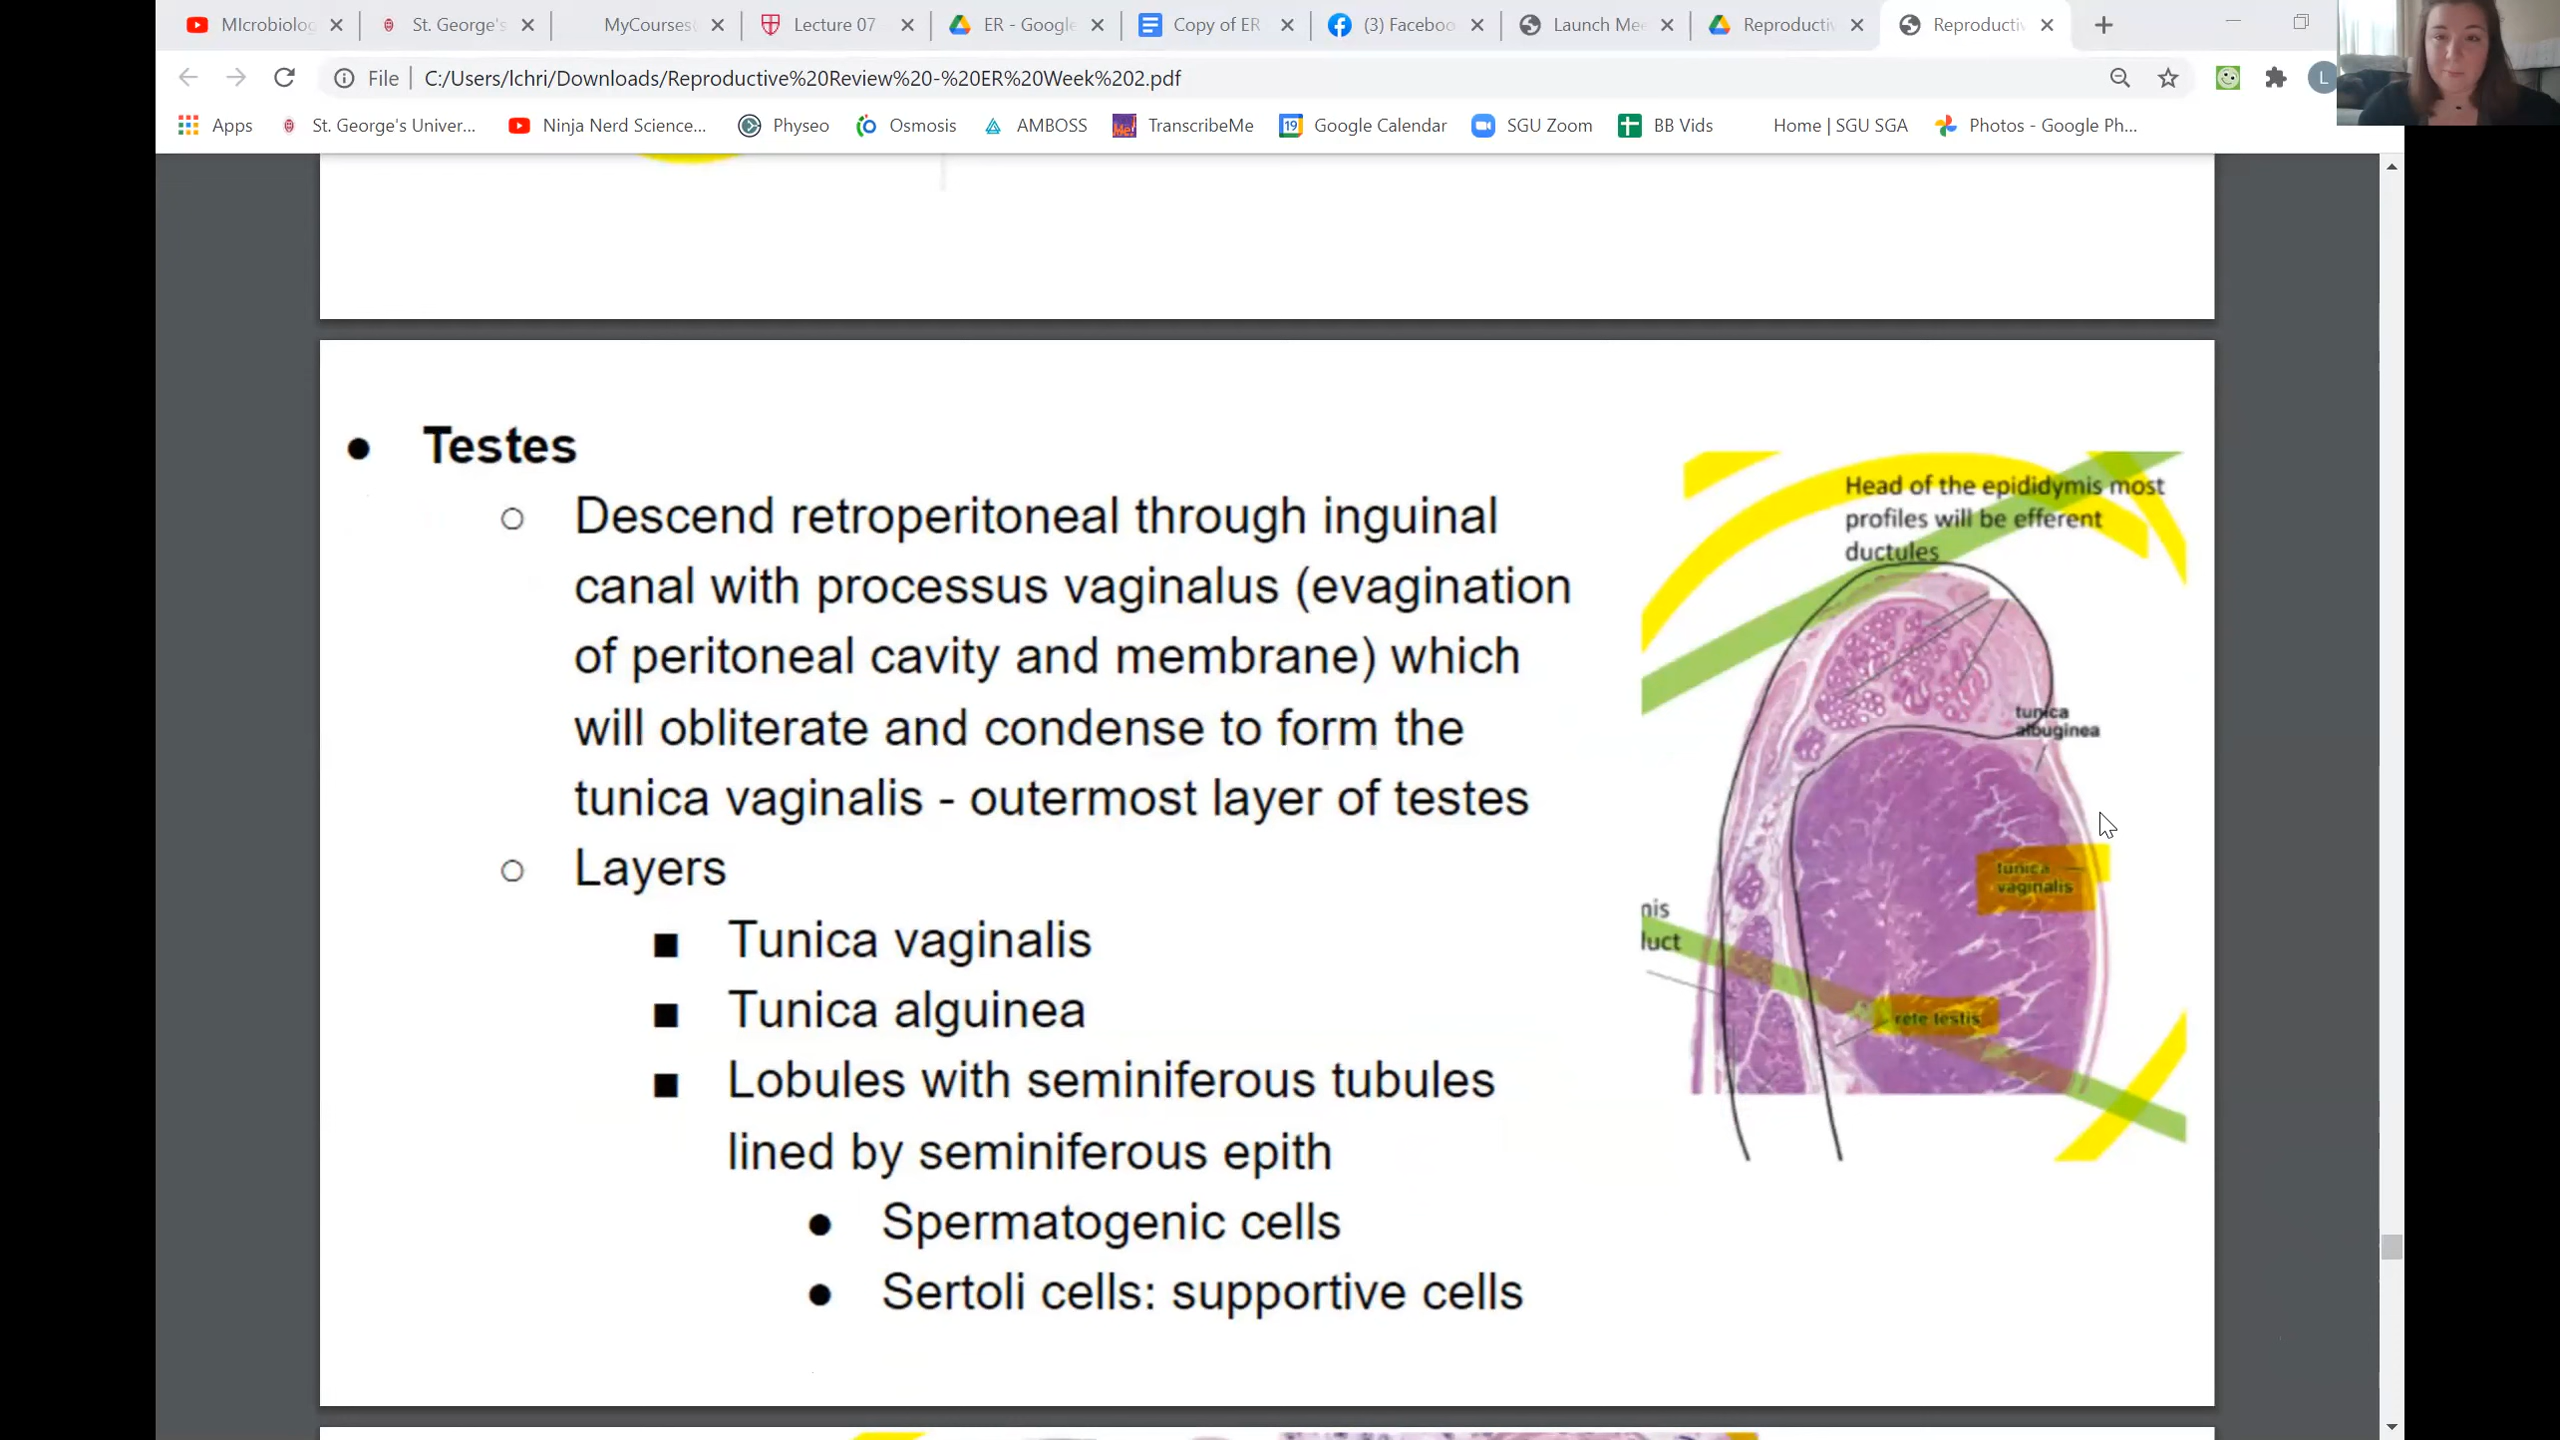 MIcrobiolog
St. George's
MyCourses
Lecture 07
ER - Google
Copy of ER
(3) Faceboo
Launch Mee
Reproductiv
Reproductiv
File
C:/Users/lchri/Downloads/Reproductive%20Review%20-%20ER%20Week%202.pdf
L
Apps
St. George's Univer...
Ninja Nerd Science...
Physeo
Osmosis
AMBOSS
Me!
TranscribeMe
19
Google Calendar
SGU Zoom
BB Vids
Home | SGU SGA
Photos - Google Ph...
● Testes
○ Descend retroperitoneal through inguinal
canal with processus vaginalus (evagination
of peritoneal cavity and membrane) which
will obliterate and condense to form the
tunica vaginalis - outermost layer of testes
○ Layers
■ Tunica vaginalis
■ Tunica alguinea
■ Lobules with seminiferous tubules
lined by seminiferous epith
● Spermatogenic cells
● Sertoli cells: supportive cells
Head of the epididymis most
profiles will be efferent
ductules
tunica
albuginea
tunica
vaginalis
nis
luct
rete testis